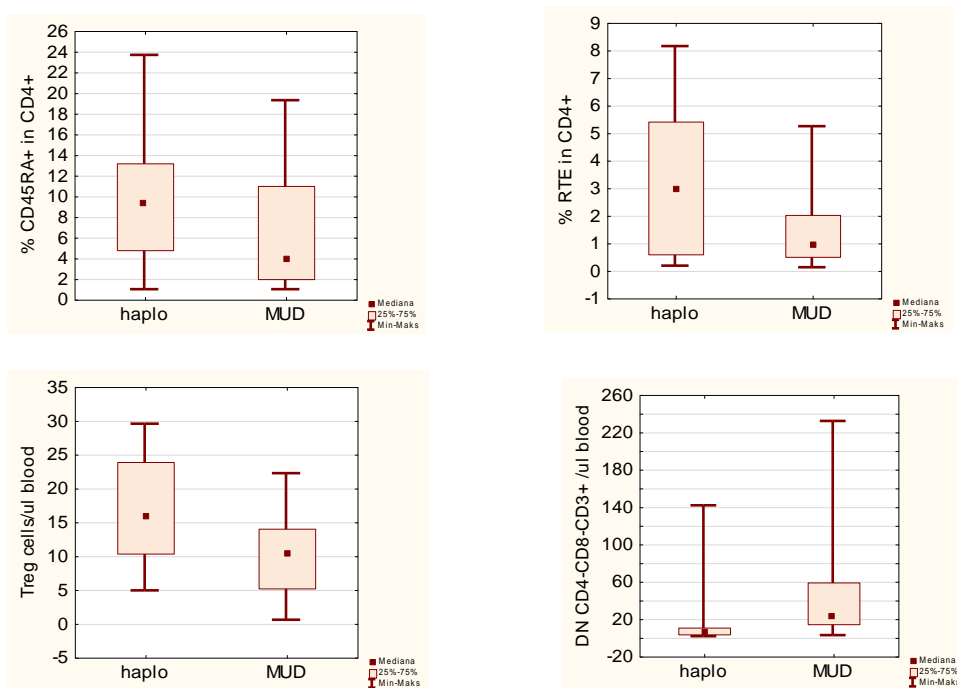 % CD45RA+ in CD4+
26
24
22
20
18
16
14
12
10
8
6
4
2
0
haplo MUD
Mediana
25%-75%
Min-Maks
% RTE in CD4+
9
8
7
6
5
4
3
2
1
0
-1
haplo MUD
Mediana
25%-75%
Min-Maks
Treg cells/ul blood
35
30
25
20
15
10
5
0
-5
haplo MUD
Mediana
25%-75%
Min-Maks
DN CD4-CD8-CD3+ /ul blood
260
220
180
140
100
60
20
-20
haplo MUD
Mediana
25%-75%
Min-Maks